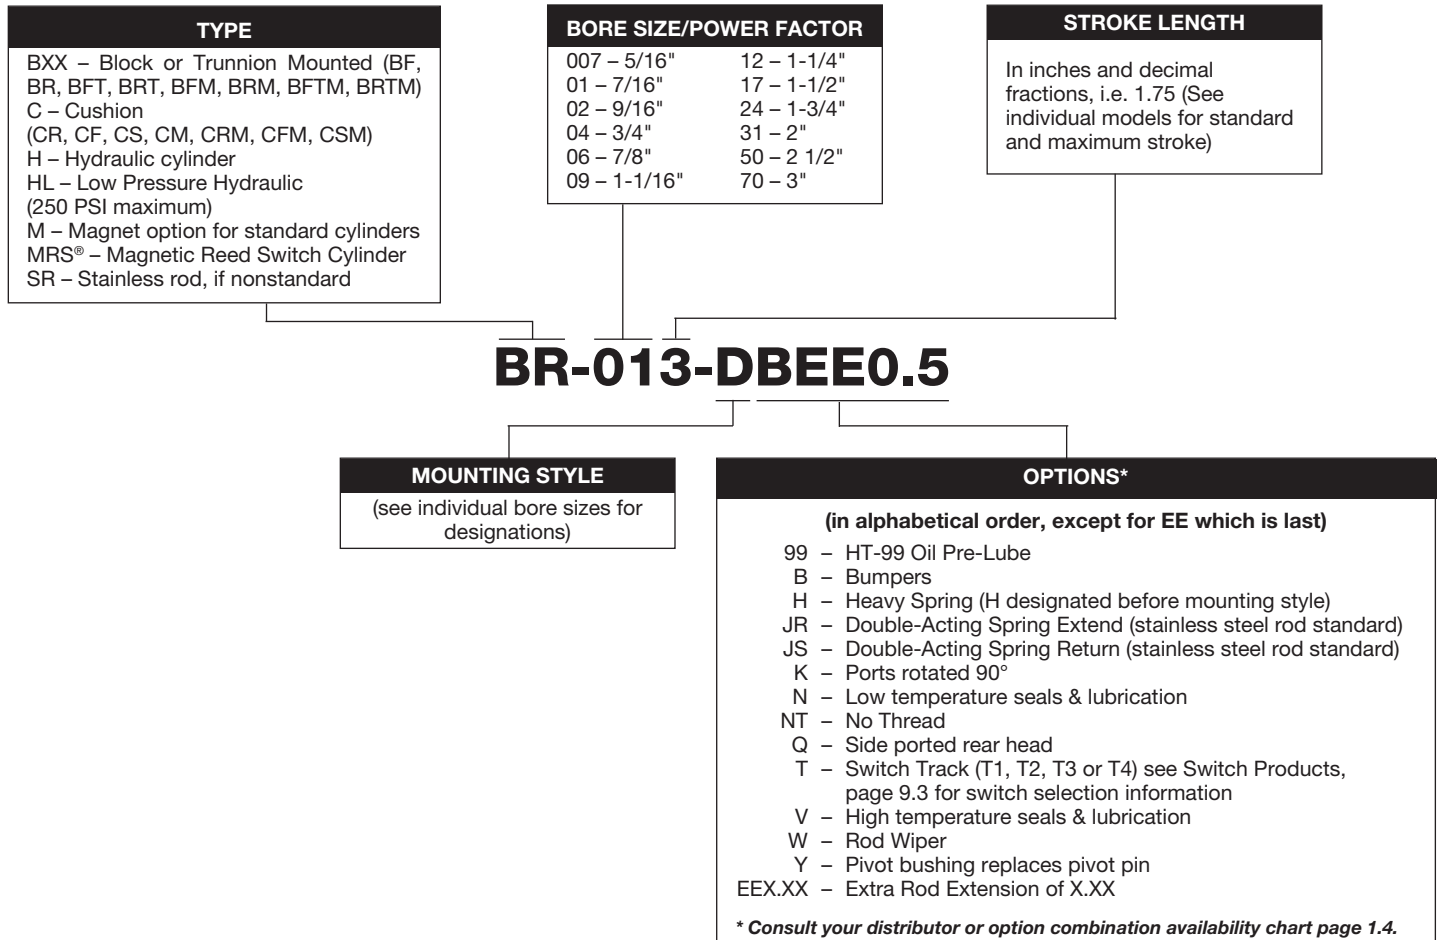 TYPE
BXX – Block or Trunnion Mounted (BF,
BR, BFT, BRT, BFM, BRM, BFTM, BRTM)
C – Cushion
(CR, CF, CS, CM, CRM, CFM, CSM)
H – Hydraulic cylinder
HL – Low Pressure Hydraulic
(250 PSI maximum)
M – Magnet option for standard cylinders
MRS® – Magnetic Reed Switch Cylinder
SR – Stainless rod, if nonstandard
BORE SIZE/POWER FACTOR
007 – 5/16" 12 – 1-1/4"
01 – 7/16" 17 – 1-1/2"
02 – 9/16" 24 – 1-3/4"
04 – 3/4" 31 – 2"
06 – 7/8" 50 – 2 1/2"
09 – 1-1/16" 70 – 3"
STROKE LENGTH
In inches and decimal
fractions, i.e. 1.75 (See
individual models for standard
and maximum stroke)
BR-013-DBEE0.5
MOUNTING STYLE
(see individual bore sizes for
designations)
OPTIONS*
(in alphabetical order, except for EE which is last)
99 – HT-99 Oil Pre-Lube
B – Bumpers
H – Heavy Spring (H designated before mounting style)
JR – Double-Acting Spring Extend (stainless steel rod standard)
JS – Double-Acting Spring Return (stainless steel rod standard)
K – Ports rotated 90°
N – Low temperature seals & lubrication
NT – No Thread
Q – Side ported rear head
T – Switch Track (T1, T2, T3 or T4) see Switch Products,
page 9.3 for switch selection information
V – High temperature seals & lubrication
W – Rod Wiper
Y – Pivot bushing replaces pivot pin
EEX.XX – Extra Rod Extension of X.XX
* Consult your distributor or option combination availability chart page 1.4.